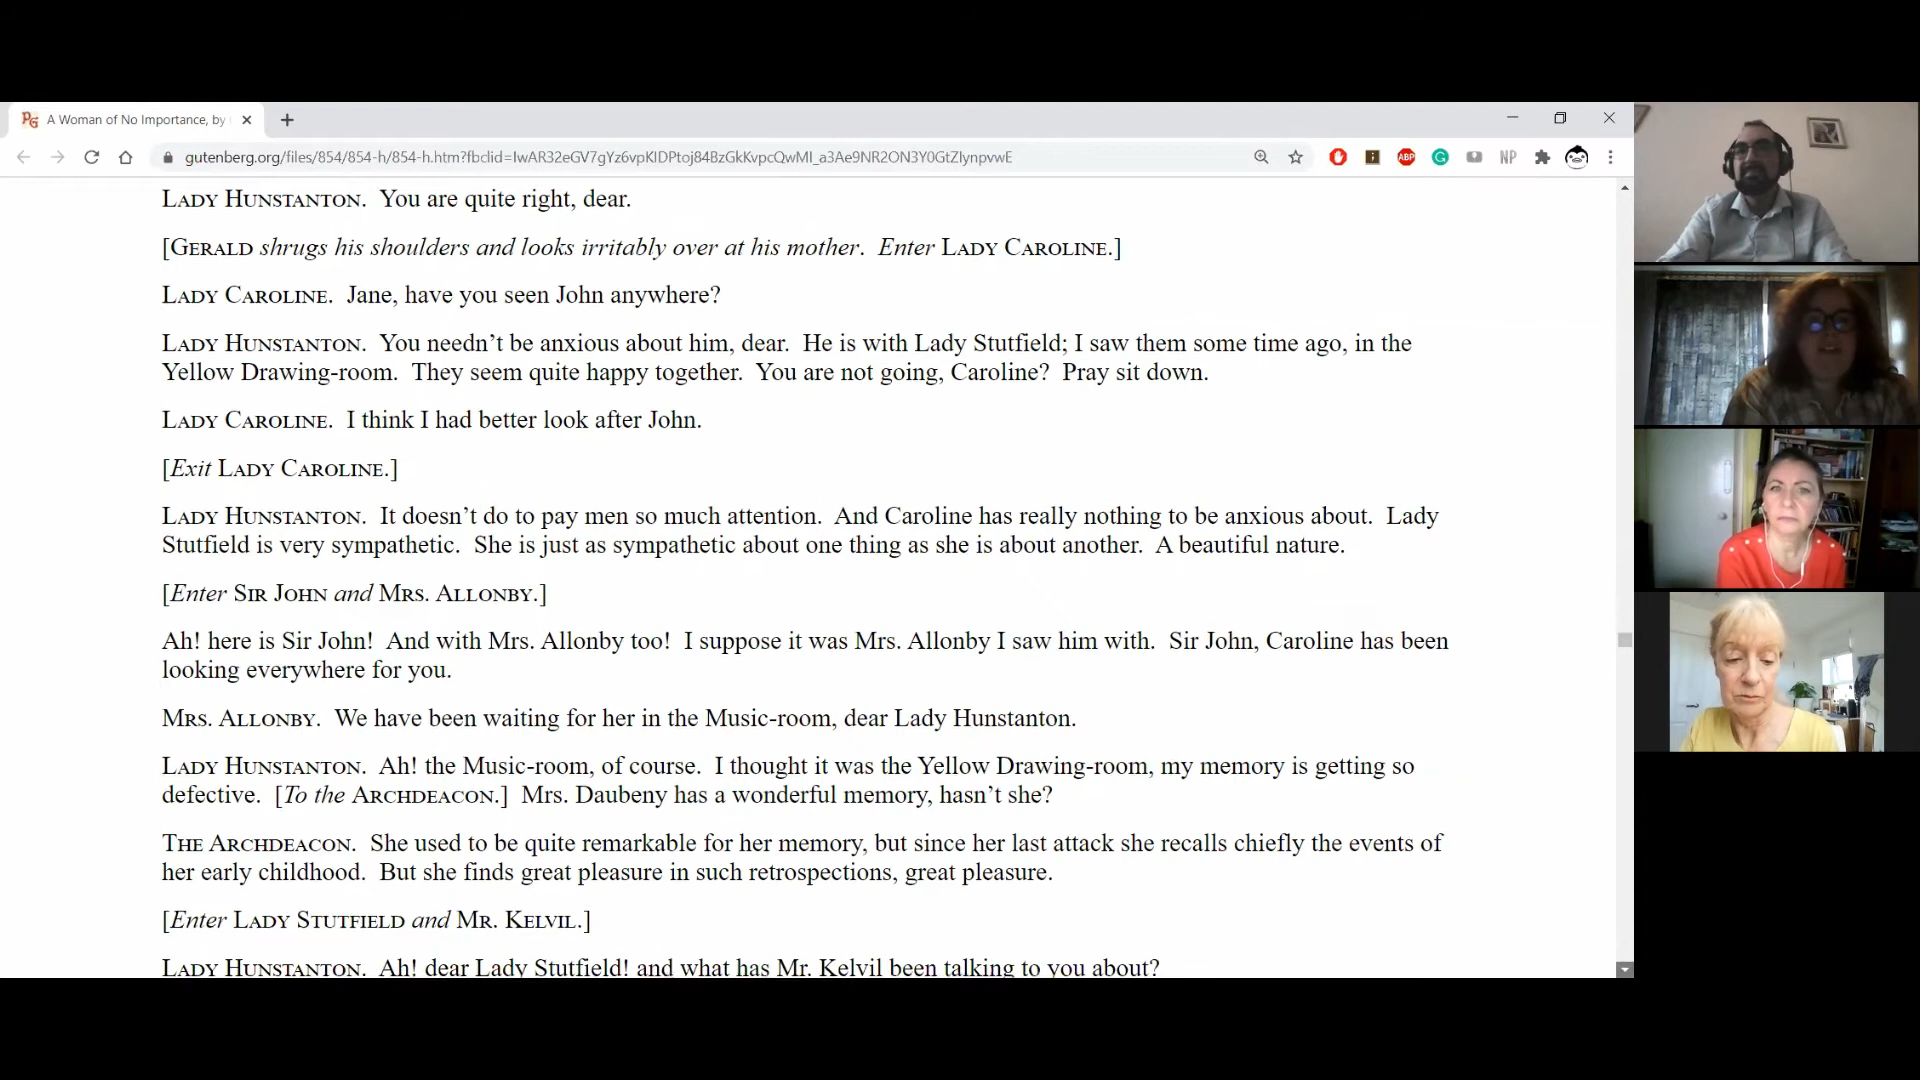 A Woman of No Importance, by
gutenberg.org/files/854/854-h/854-h.htm?fbclid=IwAR32eGV7gYz6vpKIDPtoj84BzGkKvpcQwMI_a3Ae9NR2ON3Y0GtZIynpvwE
ABP
NP
LADY HUNSTANTON.  You are quite right, dear.
[GERALD shrugs his shoulders and looks irritably over at his mother.  Enter LADY CAROLINE.]
LADY CAROLINE.  Jane, have you seen John anywhere?
LADY HUNSTANTON.  You needn’t be anxious about him, dear.  He is with Lady Stutfield; I saw them some time ago, in the
Yellow Drawing-room.  They seem quite happy together.  You are not going, Caroline?  Pray sit down.
LADY CAROLINE.  I think I had better look after John.
[Exit LADY CAROLINE.]
LADY HUNSTANTON.  It doesn’t do to pay men so much attention.  And Caroline has really nothing to be anxious about.  Lady
Stutfield is very sympathetic.  She is just as sympathetic about one thing as she is about another.  A beautiful nature.
[Enter SIR JOHN and MRS. ALLONBY.]
Ah! here is Sir John!  And with Mrs. Allonby too!  I suppose it was Mrs. Allonby I saw him with.  Sir John, Caroline has been
looking everywhere for you.
MRS. ALLONBY.  We have been waiting for her in the Music-room, dear Lady Hunstanton.
LADY HUNSTANTON.  Ah! the Music-room, of course.  I thought it was the Yellow Drawing-room, my memory is getting so
defective.  [To the ARCHDEACON.]  Mrs. Daubeny has a wonderful memory, hasn’t she?
THE ARCHDEACON.  She used to be quite remarkable for her memory, but since her last attack she recalls chiefly the events of
her early childhood.  But she finds great pleasure in such retrospections, great pleasure.
[Enter LADY STUTFIELD and MR. KELVIL.]
LADY HUNSTANTON.  Ah! dear Lady Stutfield! and what has Mr. Kelvil been talking to you about?